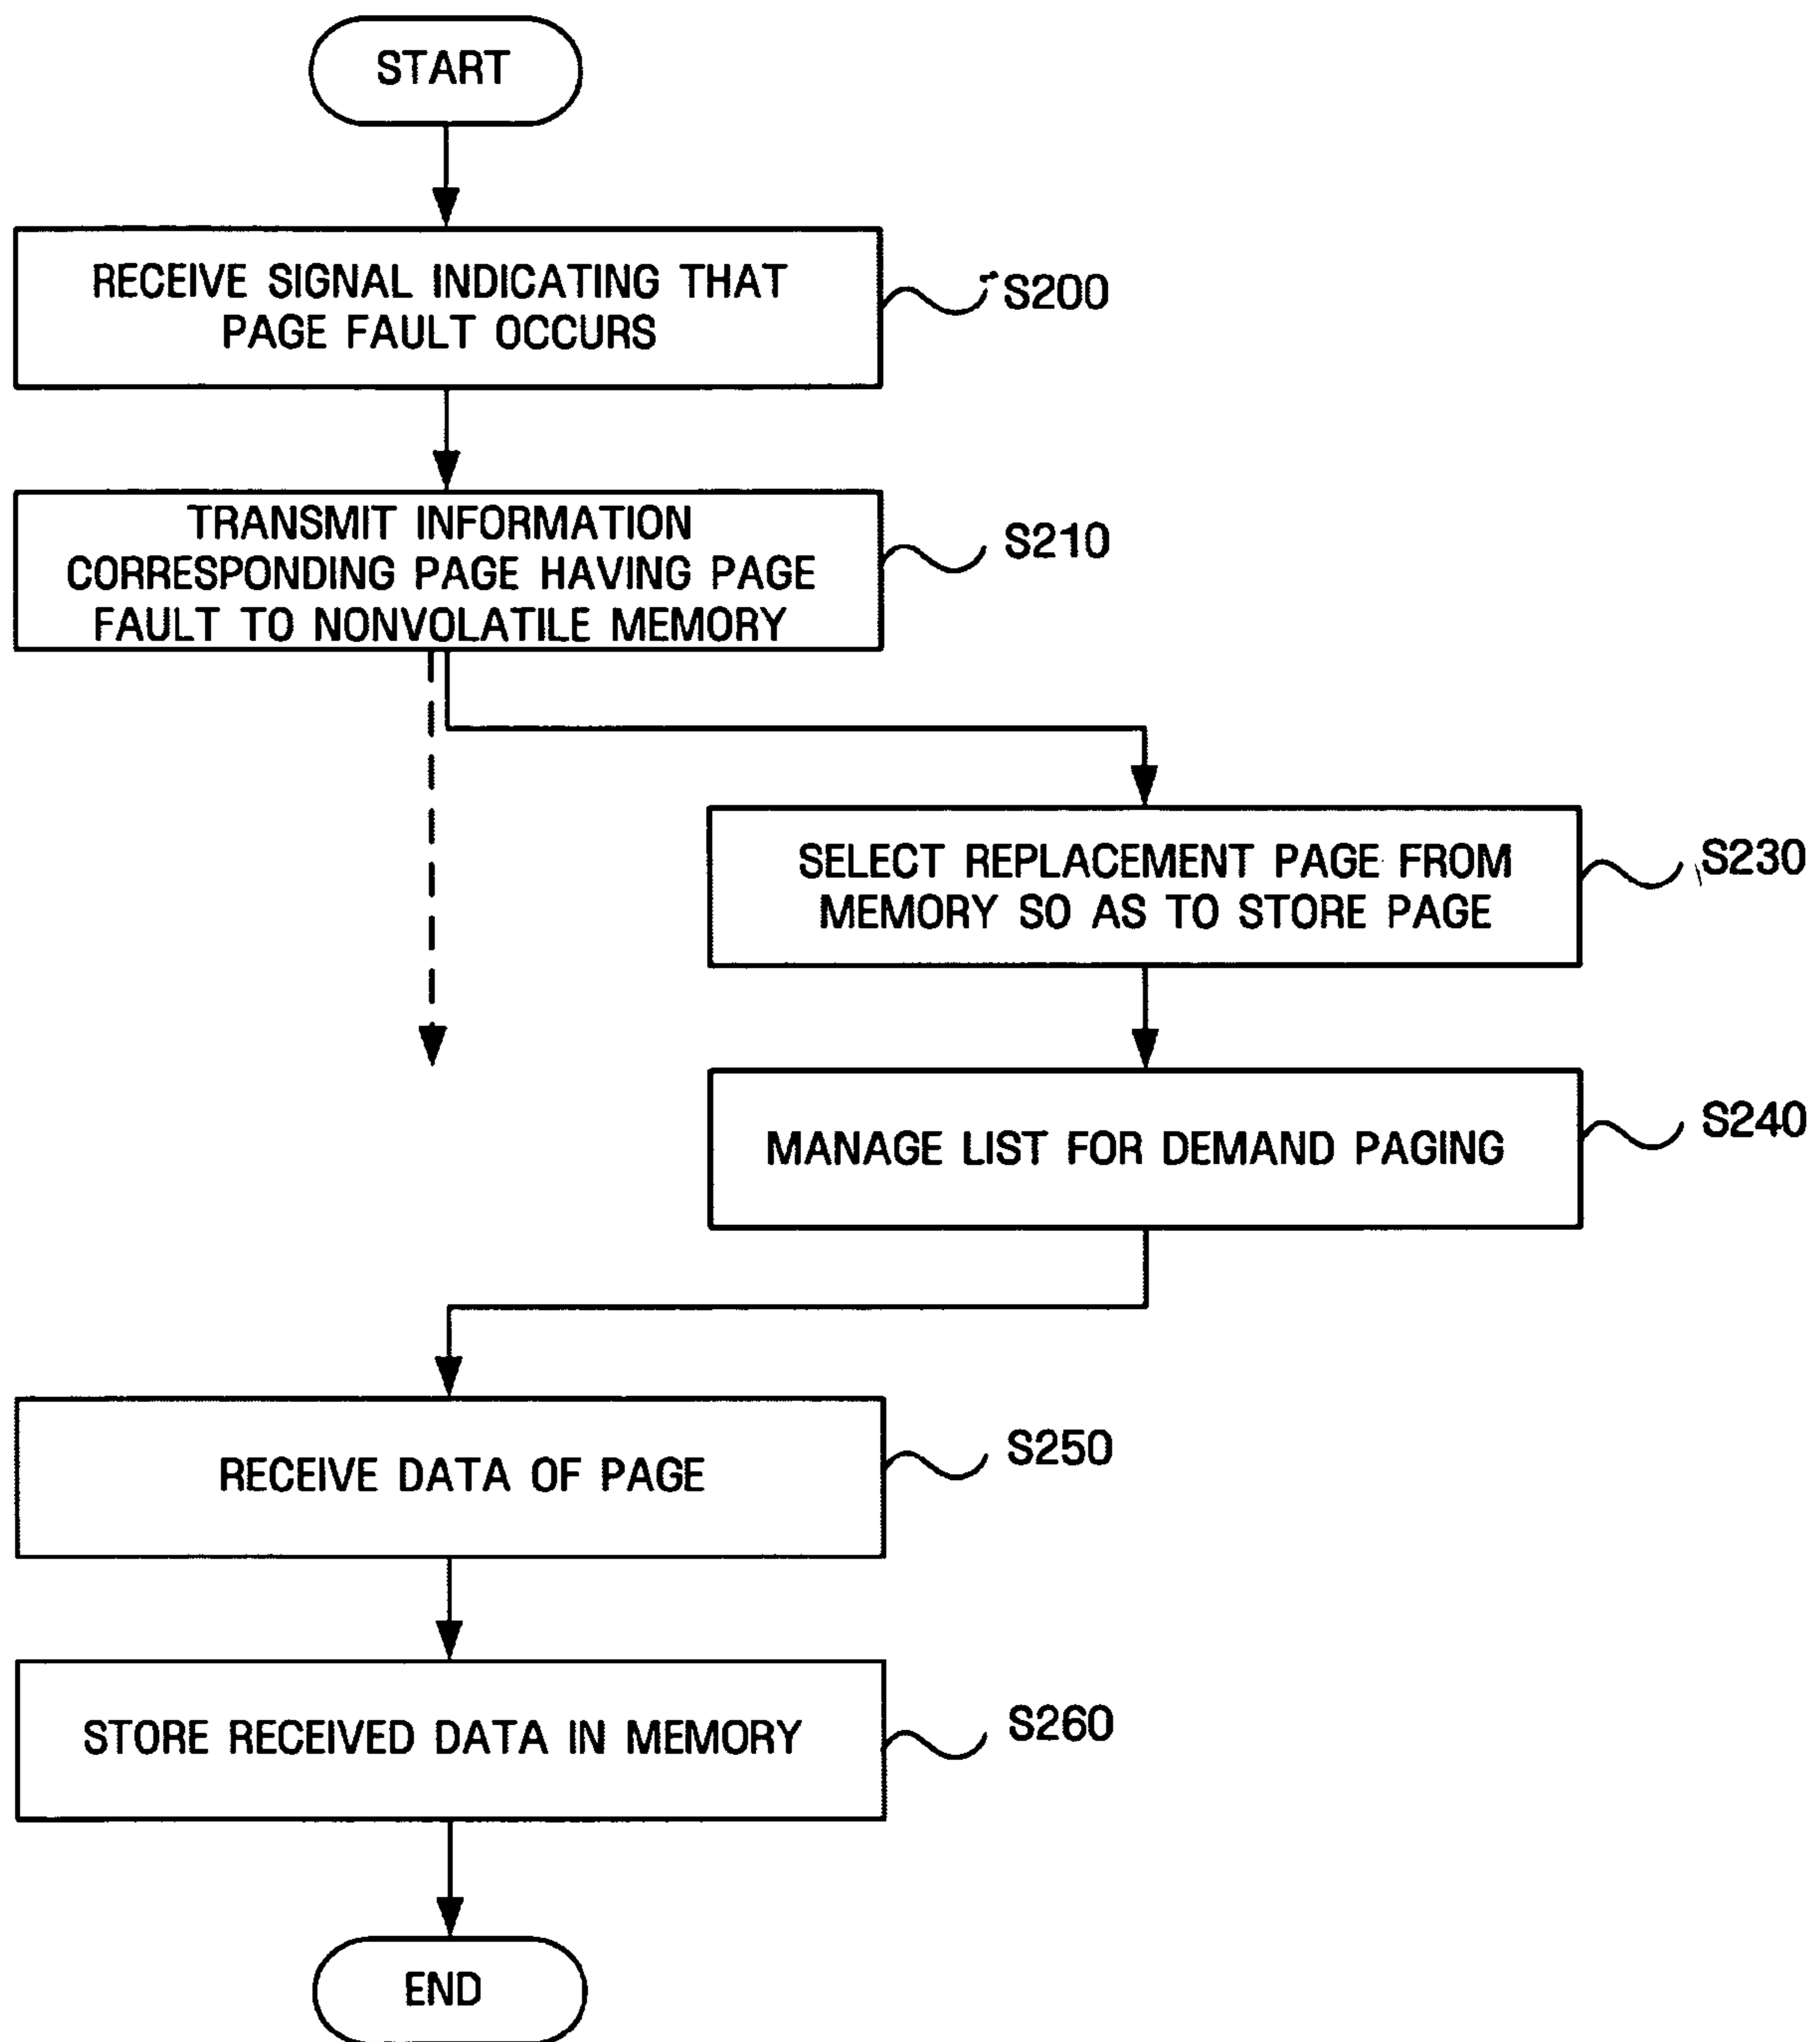 START
RECEIVE SIGNAL INDICATING THAT
PAGE FAULT OCCURS
S200
TRANSMIT INFORMATION
CORRESPONDING PAGE HAVING PAGE
FAULT TO NONVOLATILE MEMORY
S210
SELECT REPLACEMENT PAGE FROM
MEMORY SO AS TO STORE PAGE
S230
MANAGE LIST FOR DEMAND PAGING
S240
RECEIVE DATA OF PAGE
S250
STORE RECEIVED DATA IN MEMORY
S260
END